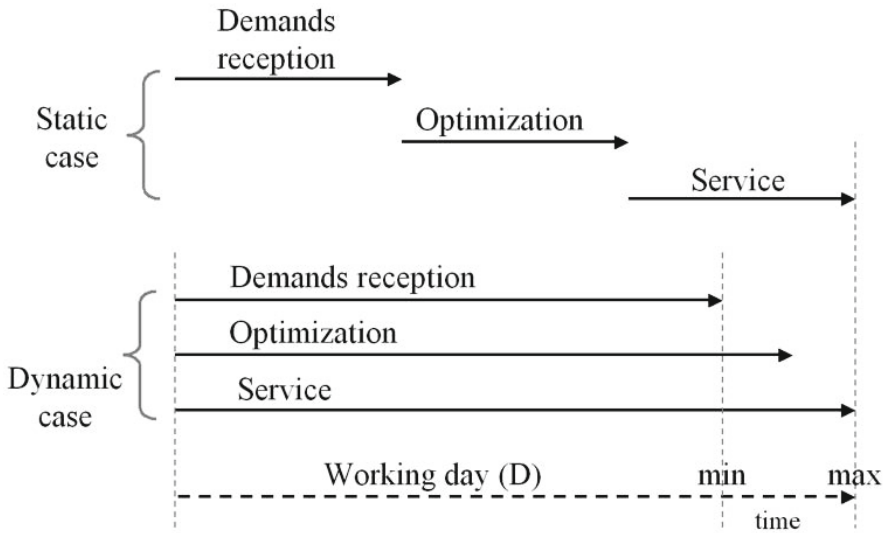 Demands
reception
Static
case
Optimization
Service
Demands reception
Optimization
Dynamic
case
Service
Working day (D)
min
max
time